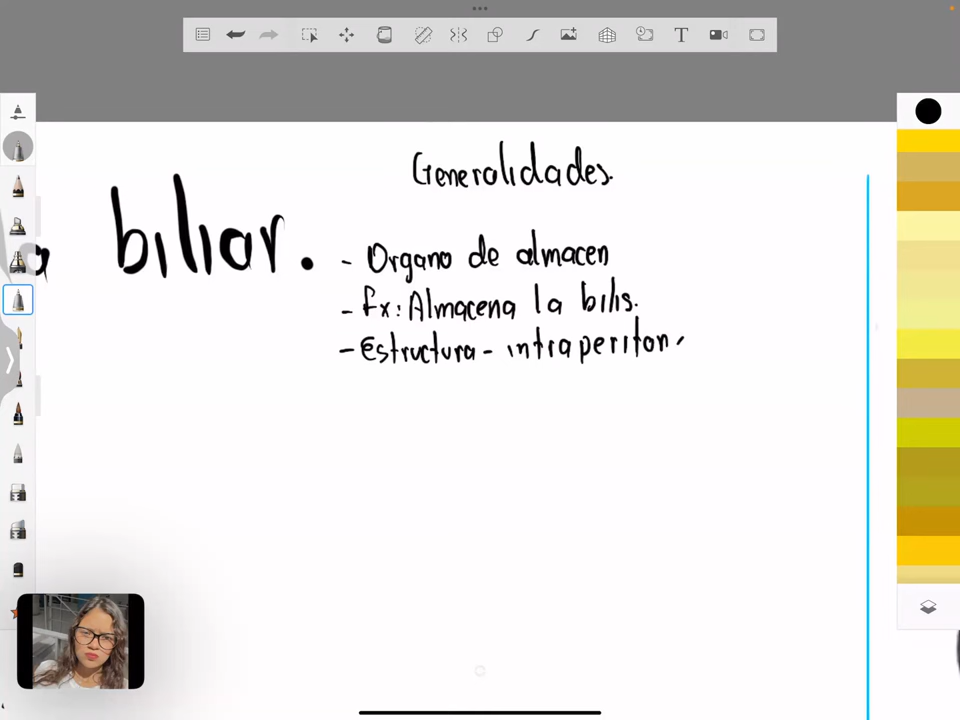 Generalidades.
a biliar.
- Organo de almacen
- fx: Almacena la bilis.
- Estructura - intraperiton
T